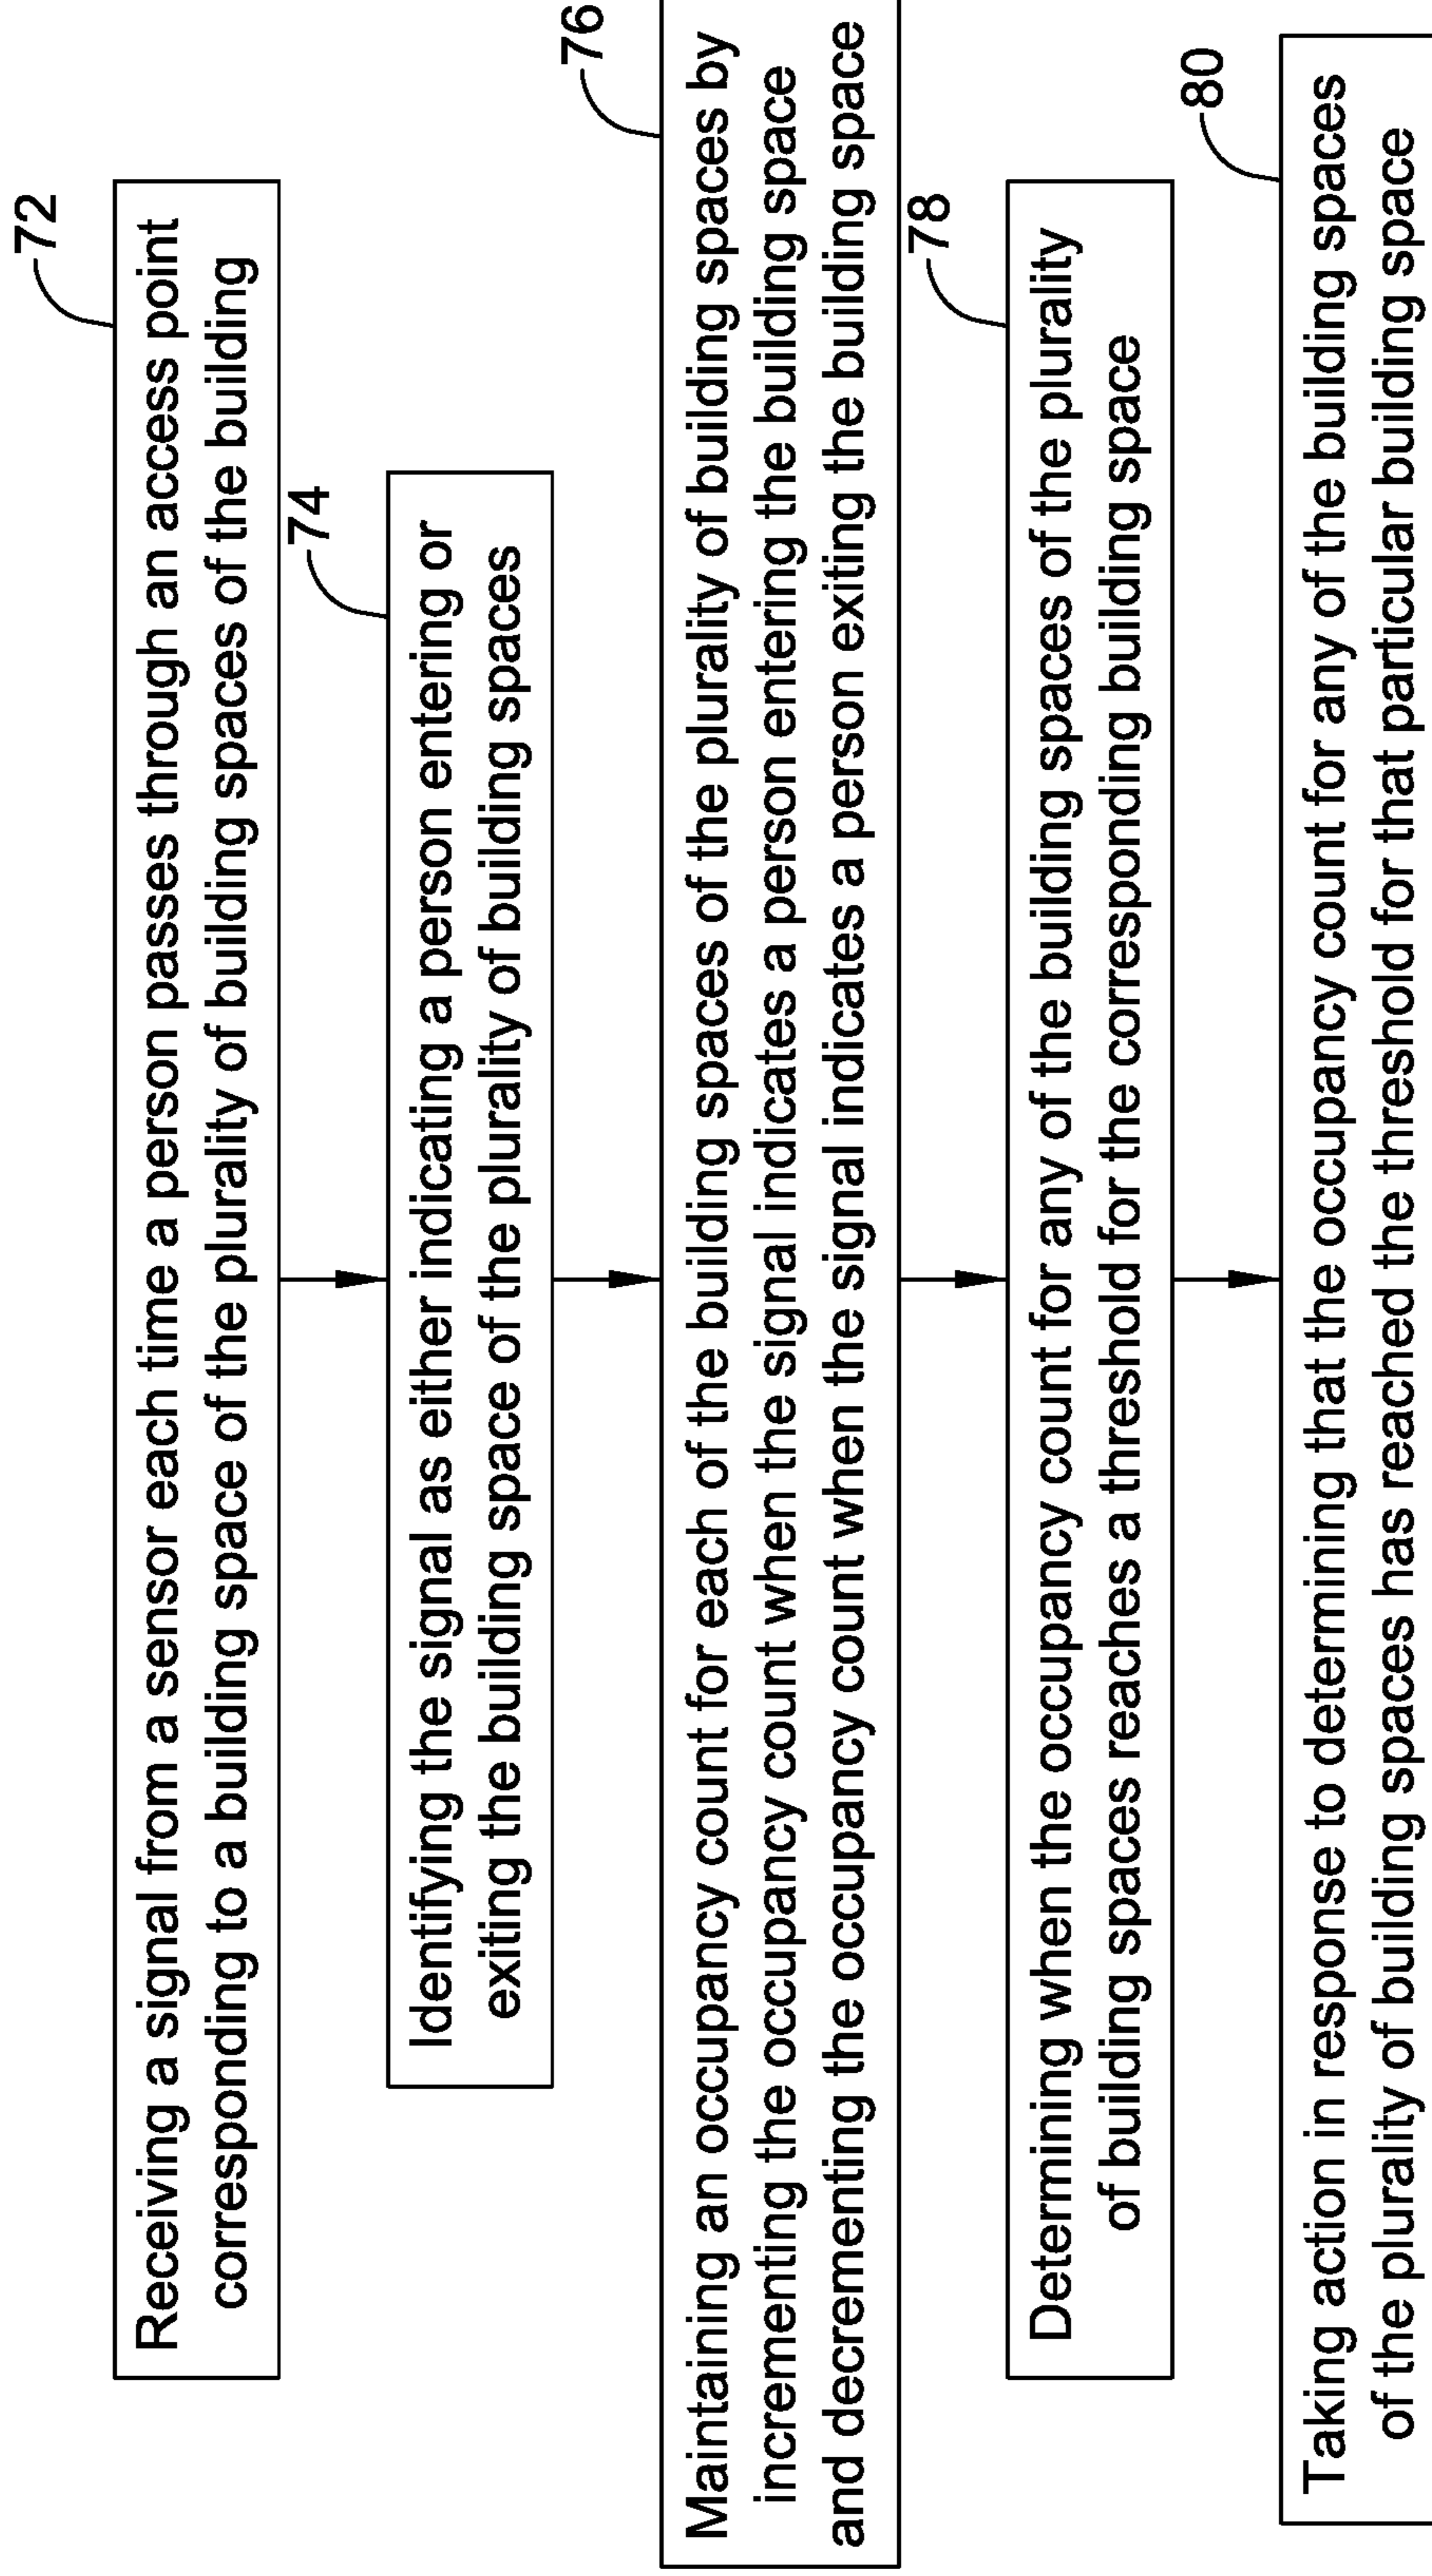 72
Receiving a signal from a sensor each time a person passes through an access point
corresponding to a building space of the plurality of building spaces of the building
74
Identifying the signal as either indicating a person entering or
exiting the building space of the plurality of building spaces
76
Maintaining an occupancy count for each of the building spaces of the plurality of building spaces by
incrementing the occupancy count when the signal indicates a person entering the building space
and decrementing the occupancy count when the signal indicates a person exiting the building space
78
Determining when the occupancy count for any of the building spaces of the plurality
of building spaces reaches a threshold for the corresponding building space
80
Taking action in response to determining that the occupancy count for any of the building spaces
of the plurality of building spaces has reached the threshold for that particular building space